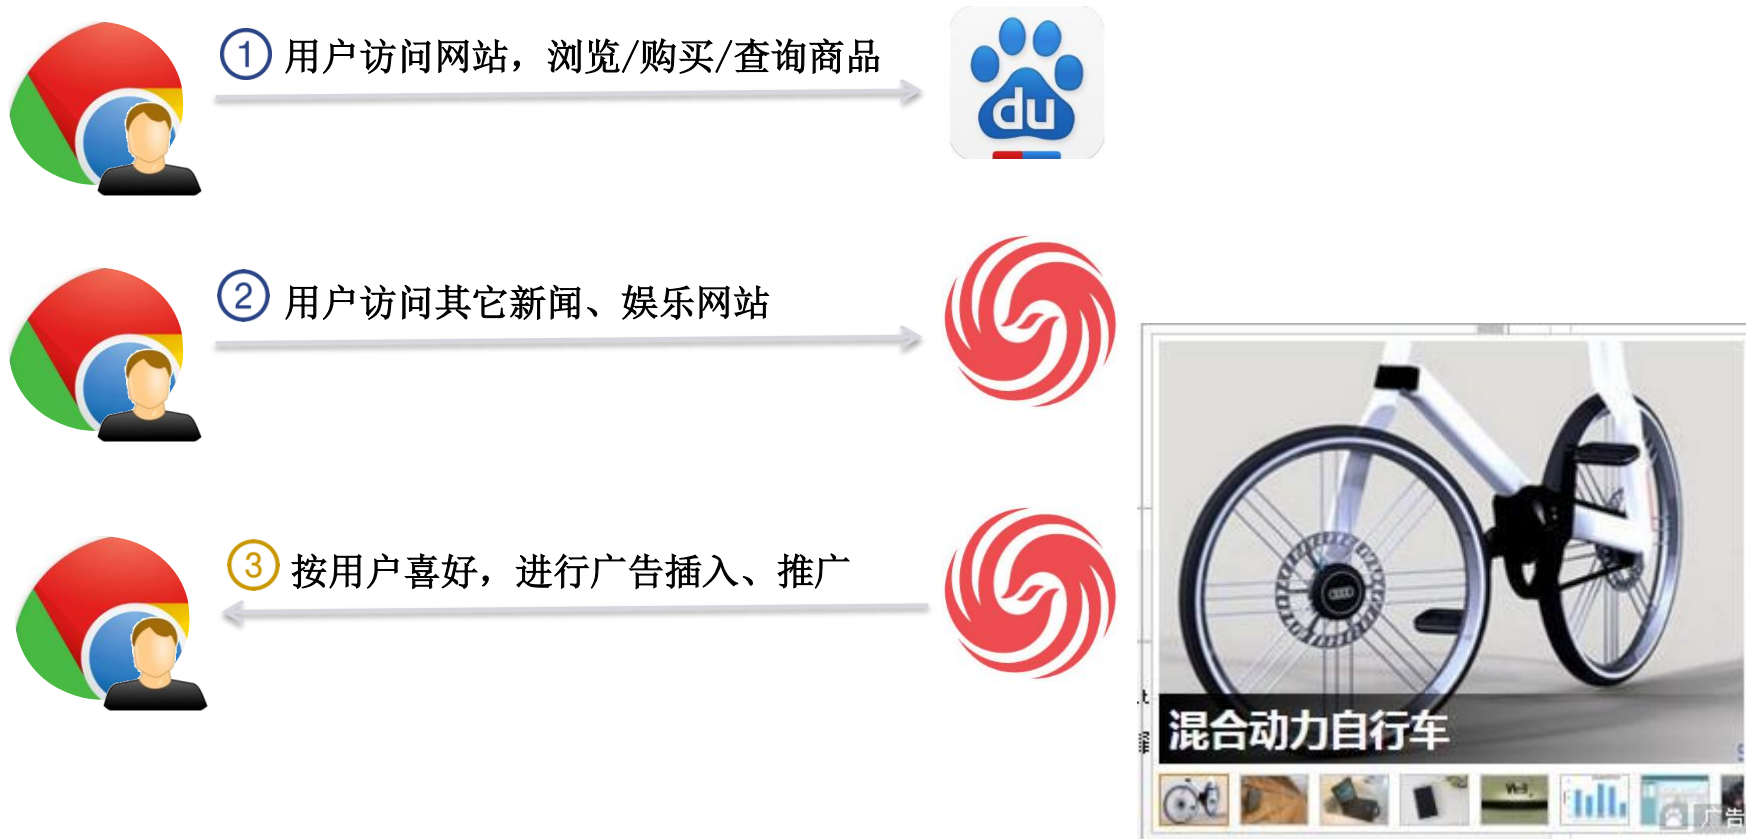 ① 用户访问网站，浏览/购买/查询商品
du
② 用户访问其它新闻、娱乐网站
③ 按用户喜好，进行广告插入、推广
混合动力自行车
广告